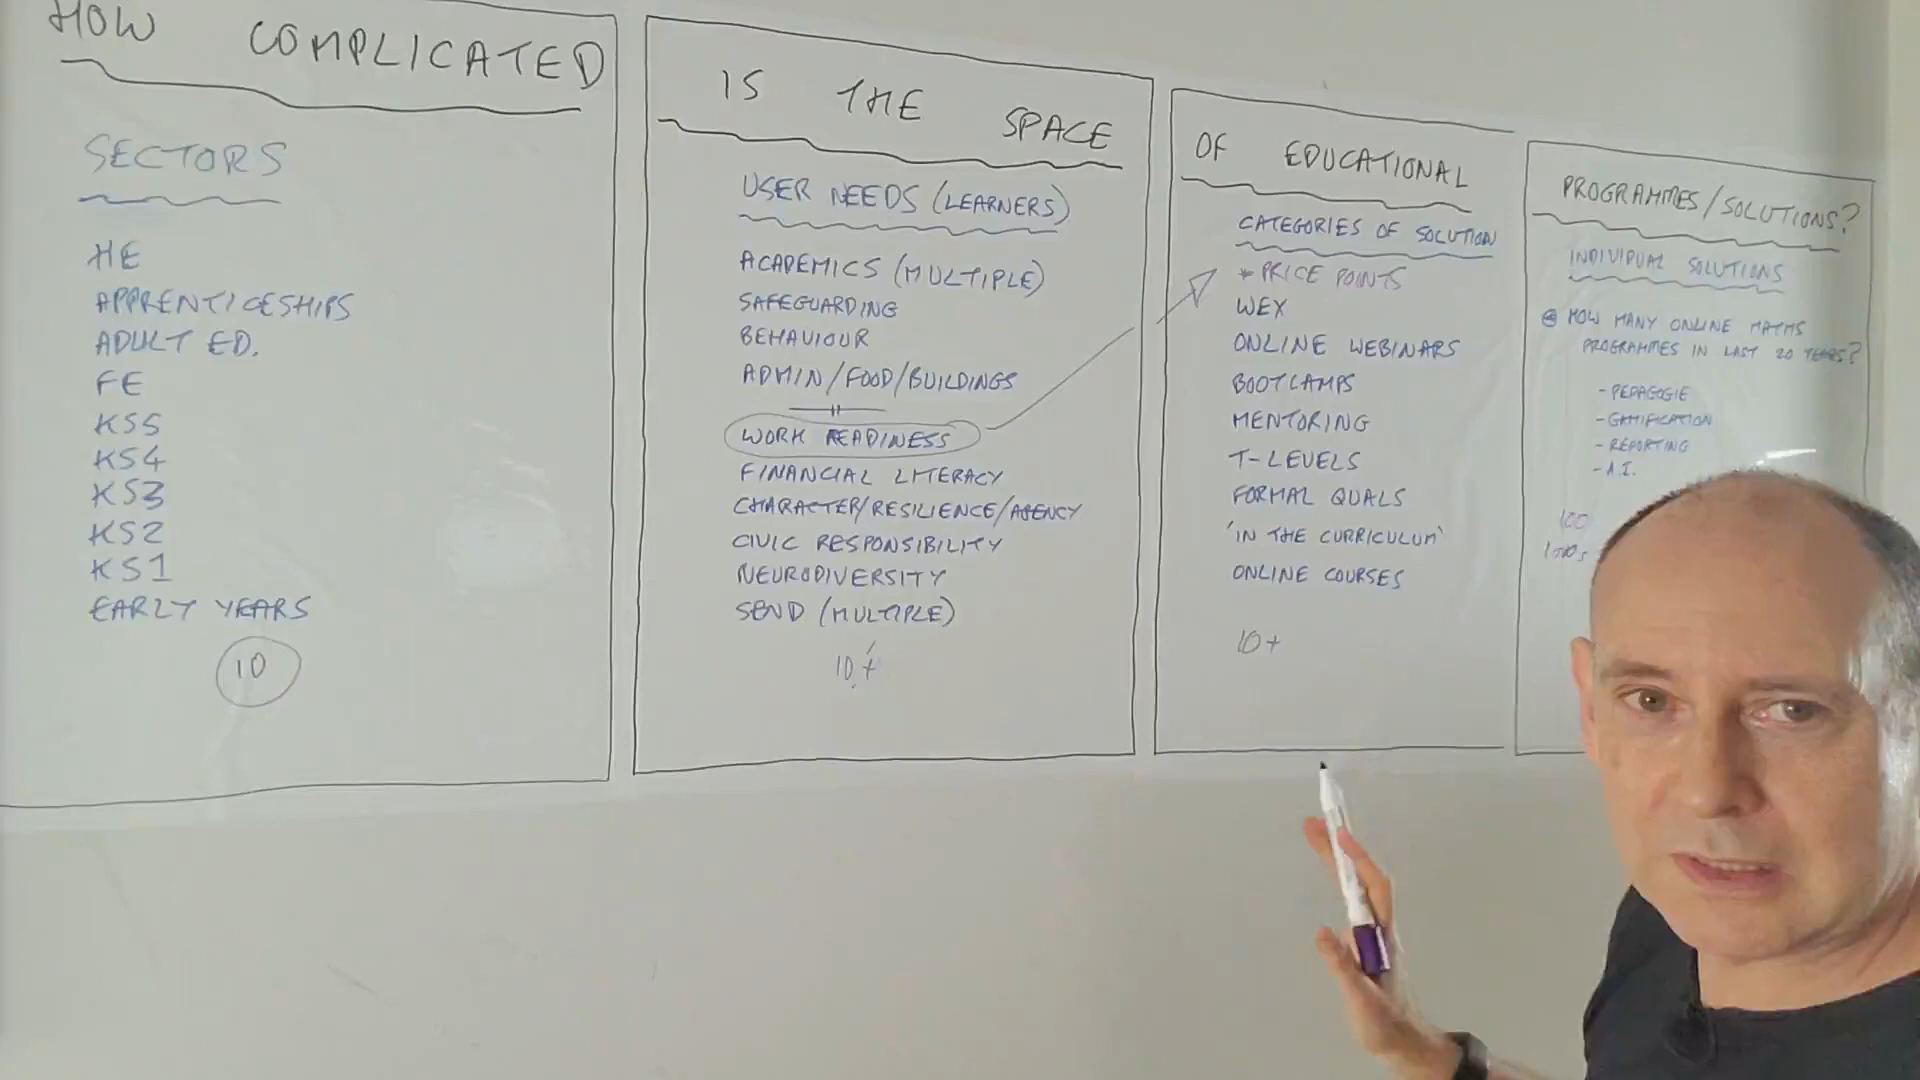 HOW COMPLICATED
SECTORS
HE
APPRENTICESHIPS
ADULT ED.
FE
KS5
KS4
KS3
KS2
KS1
EARLY YEARS
10
IS THE SPACE
USER NEEDS (LEARNERS)
ACADEMICS (MULTIPLE)
SAFEGUARDING
BEHAVIOUR
ADMIN/FOOD/BUILDINGS
WORK READINESS
FINANCIAL LITERACY
CHARACTER/RESILIENCE/AGENCY
CIVIC RESPONSIBILITY
NEURODIVERSITY
SEND (MULTIPLE)
10+
OF EDUCATIONAL
CATEGORIES OF SOLUTION
* PRICE POINTS
WEX
ONLINE WEBINARS
BOOTCAMPS
MENTORING
T-LEVELS
FORMAL QUALS
'IN THE CURRICULUM'
ONLINE COURSES
10+
PROGRAMMES/SOLUTIONS?
INDIVIDUAL SOLUTIONS
HOW MANY ONLINE MATHS
PROGRAMMES IN LAST 20 YEARS?
- PEDAGOGIE
- GAMIFICATION
- REPORTING
- A.I.
100
1000s